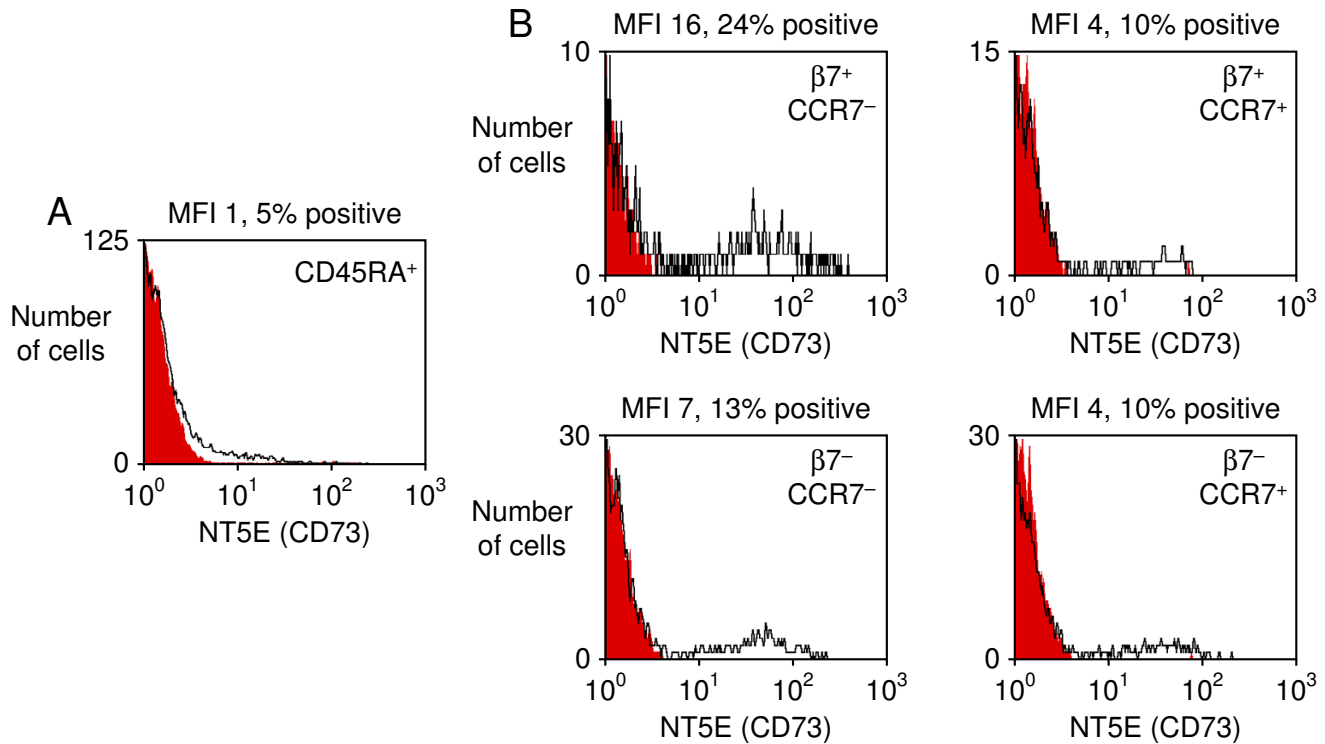 A
MFI 1, 5% positive
125
CD45RA⁺
Number
of cells
0
10⁰ 10¹ 10² 10³
NT5E (CD73)
B
MFI 16, 24% positive
10
β7⁺
CCR7⁻
Number
of cells
0
10⁰ 10¹ 10² 10³
NT5E (CD73)
MFI 4, 10% positive
15
β7⁺
CCR7⁺
0
10⁰ 10¹ 10² 10³
NT5E (CD73)
MFI 7, 13% positive
30
β7⁻
CCR7⁻
Number
of cells
0
10⁰ 10¹ 10² 10³
NT5E (CD73)
MFI 4, 10% positive
30
β7⁻
CCR7⁺
0
10⁰ 10¹ 10² 10³
NT5E (CD73)